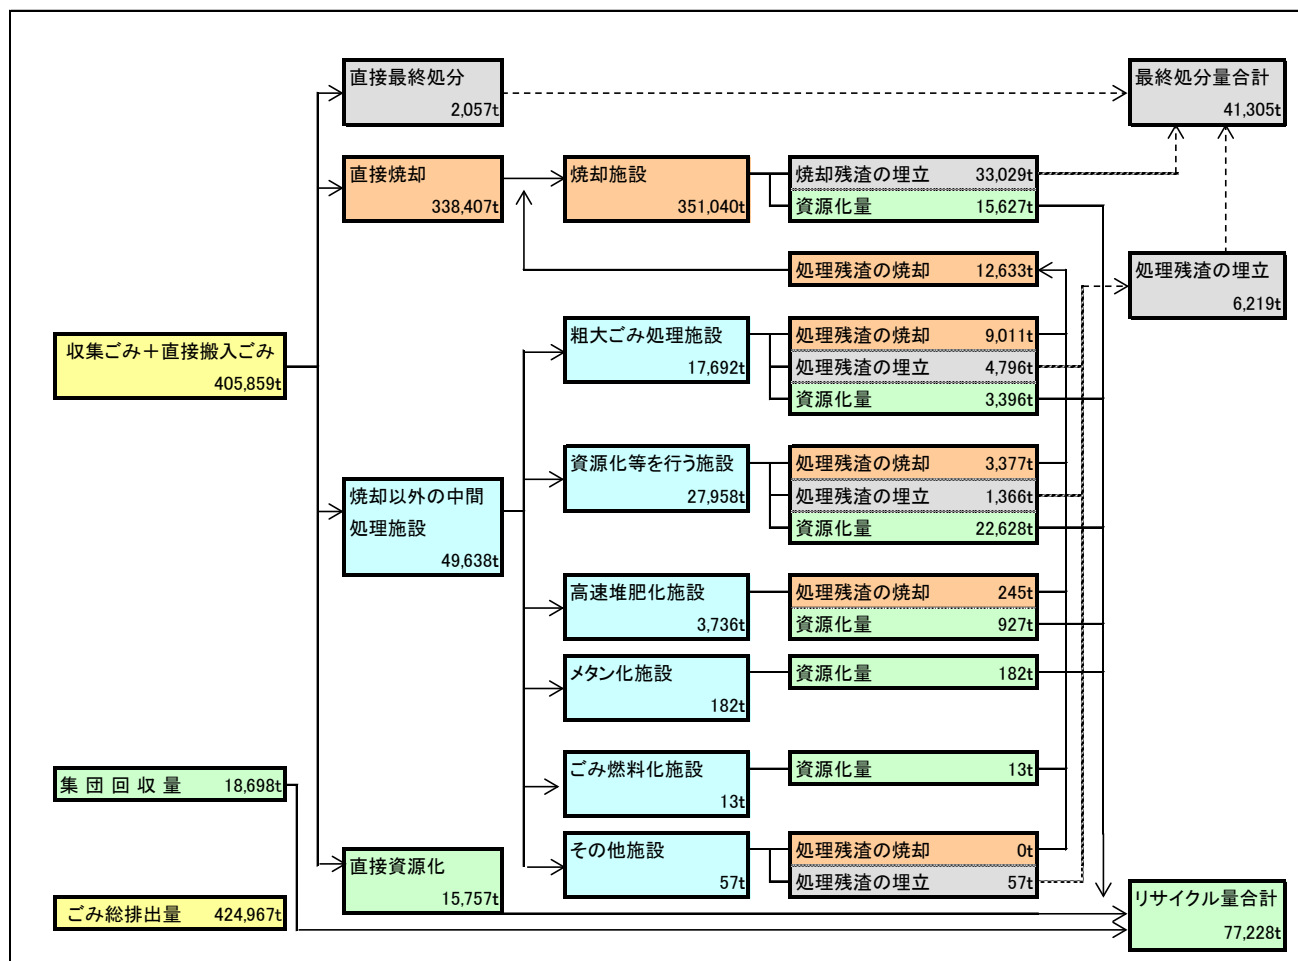 直接最終処分
2,057t
最終処分量合計
41,305t
直接焼却
338,407t
焼却施設
351,040t
焼却残渣の埋立 33,029t
資源化量 15,627t
処理残渣の焼却 12,633t
処理残渣の埋立
6,219t
収集ごみ+直接搬入ごみ
405,859t
粗大ごみ処理施設
17,692t
処理残渣の焼却 9,011t
処理残渣の埋立 4,796t
資源化量 3,396t
焼却以外の中間
処理施設
49,638t
資源化等を行う施設
27,958t
処理残渣の焼却 3,377t
処理残渣の埋立 1,366t
資源化量 22,628t
高速堆肥化施設
3,736t
処理残渣の焼却 245t
資源化量 927t
メタン化施設
182t
資源化量 182t
集団回収量 18,698t
ごみ燃料化施設
13t
資源化量 13t
直接資源化
15,757t
その他施設
57t
処理残渣の焼却 0t
処理残渣の埋立 57t
ごみ総排出量 424,967t
リサイクル量合計
77,228t